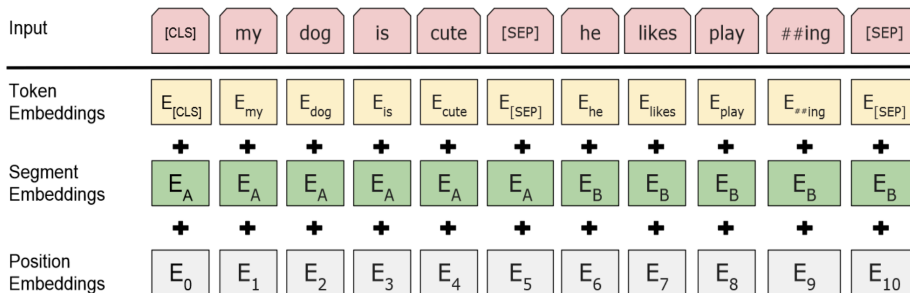 Input [CLS] my dog is cute [SEP] he likes play ##ing [SEP]
Token
Embeddings E[CLS] Emy Edog Eis Ecute E[SEP] Ehe Elikes Eplay E##ing E[SEP]
+ + + + + + + + + + +
Segment
Embeddings EA EA EA EA EA EA EB EB EB EB EB
+ + + + + + + + + + +
Position
Embeddings E0 E1 E2 E3 E4 E5 E6 E7 E8 E9 E10